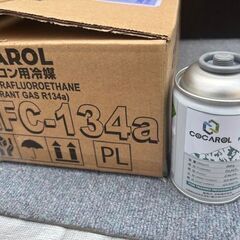 CAROL
コン用冷媒
RAFLUOROETHANE
RANT GAS R134a)
FC-134a
PL
COCAROL